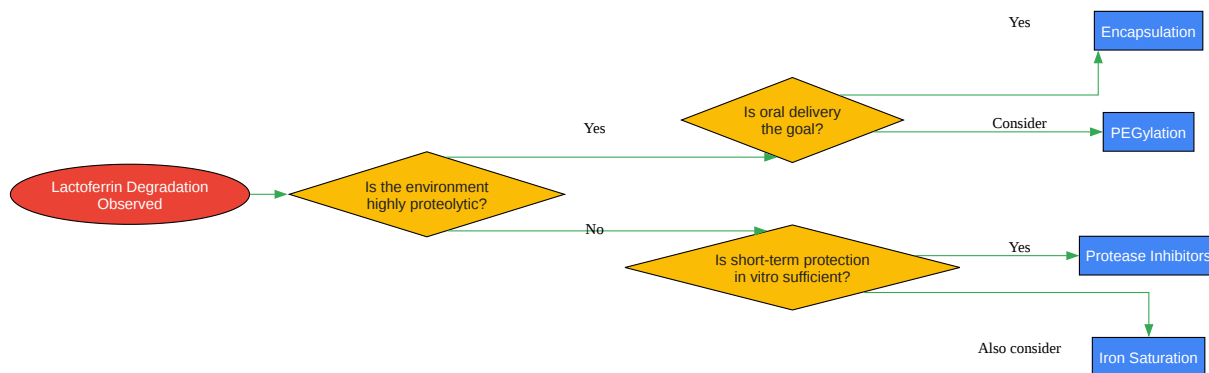 Lactoferrin Degradation
Observed
Is the environment
highly proteolytic?
Yes
No
Is oral delivery
the goal?
Yes
Encapsulation
Consider
PEGylation
Is short-term protection
in vitro sufficient?
Yes
Protease Inhibitors
Also consider
Iron Saturation